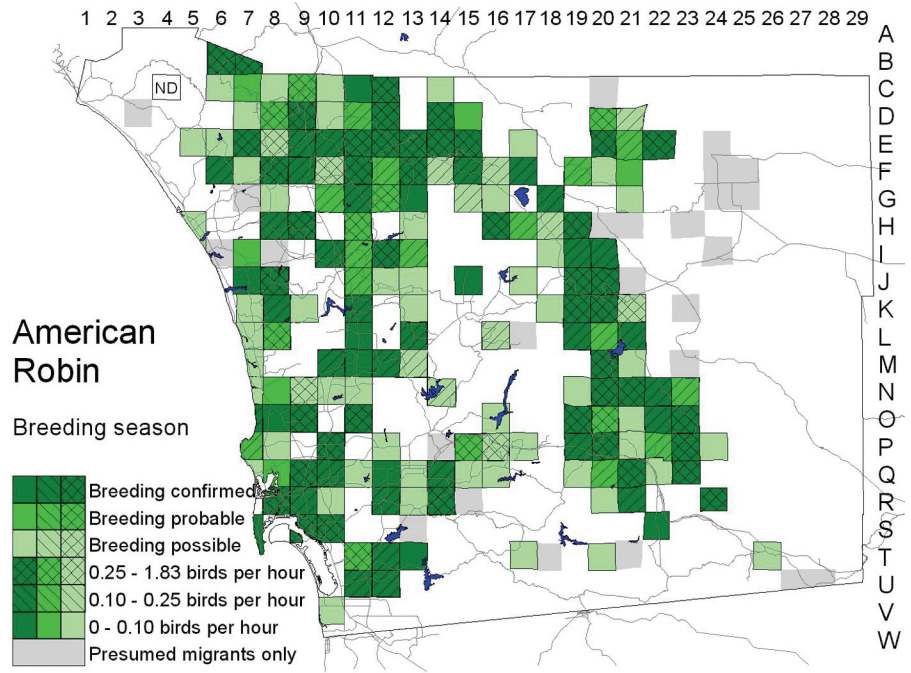 1 2 3 4 5 6 7 8 9 10 11 12 13 14 15 16 17 18 19 20 21 22 23 24 25 26 27 28 29
A
B
C
D
E
F
G
H
I
J
K
L
M
N
O
P
Q
R
S
T
U
V
W
ND
American
Robin
Breeding season
Breeding confirmed
Breeding probable
Breeding possible
0.25 - 1.83 birds per hour
0.10 - 0.25 birds per hour
0 - 0.10 birds per hour
Presumed migrants only